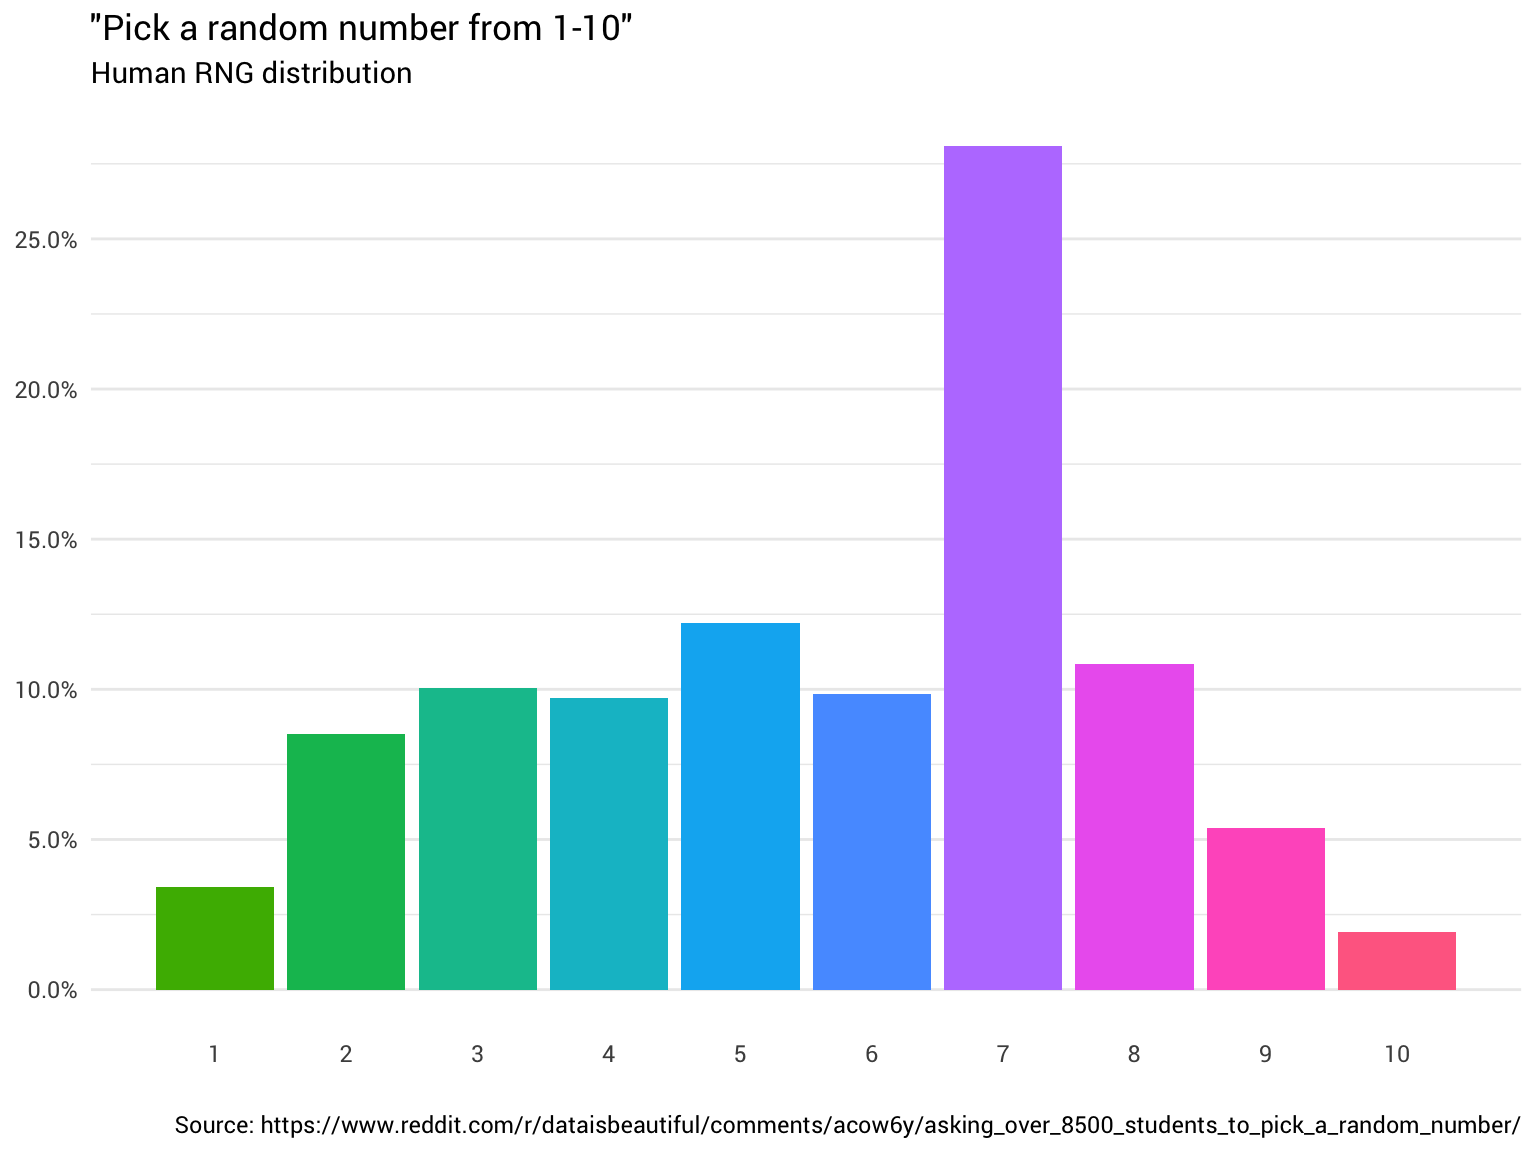 "Pick a random number from 1-10"
Human RNG distribution
25.0%
20.0%
15.0%
10.0%
5.0%
0.0%
1 2 3 4 5 6 7 8 9 10
Source: https://www.reddit.com/r/dataisbeautiful/comments/acow6y/asking_over_8500_students_to_pick_a_random_number/